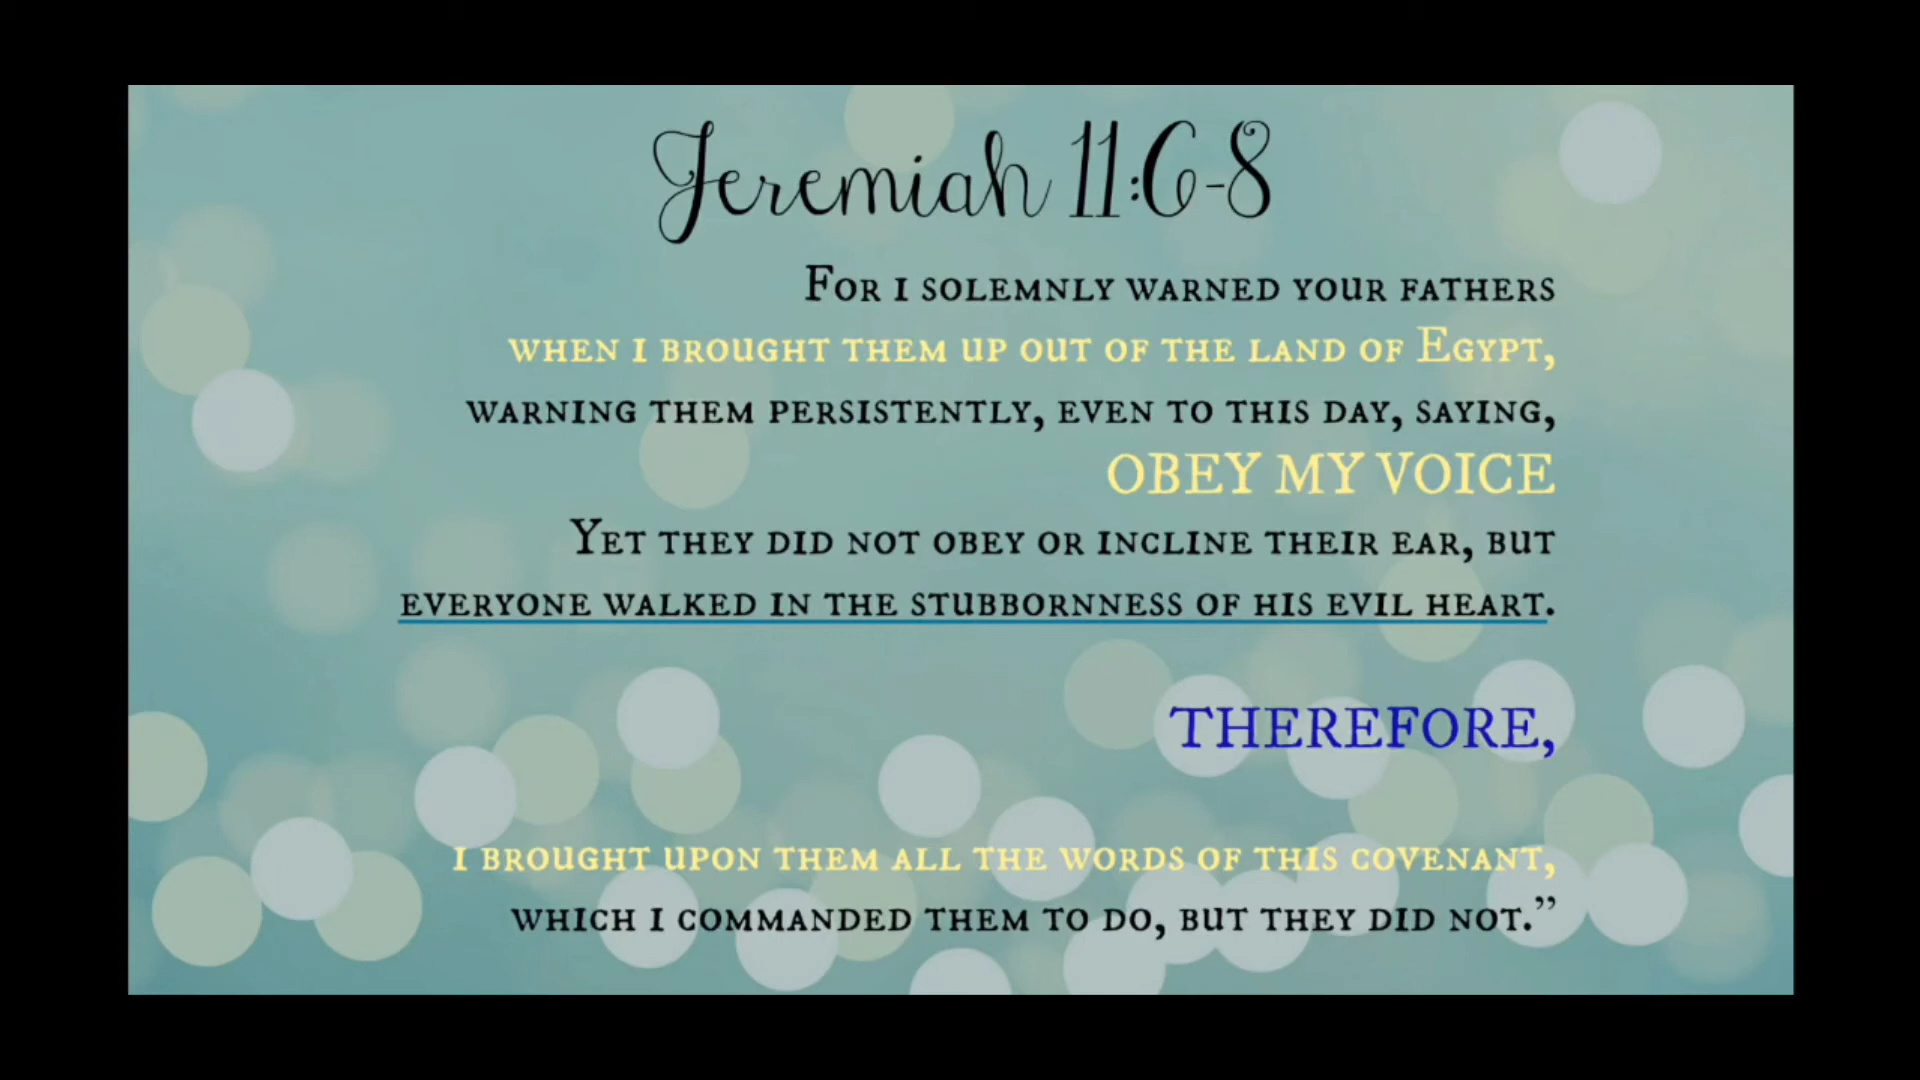 Jeremiah 11:6-8
For I solemnly warned your fathers
when I brought them up out of the land of Egypt,
warning them persistently, even to this day, saying,
OBEY MY VOICE
Yet they did not obey or incline their ear, but
everyone walked in the stubbornness of his evil heart.
THEREFORE,
I brought upon them all the words of this covenant,
which I commanded them to do, but they did not.”